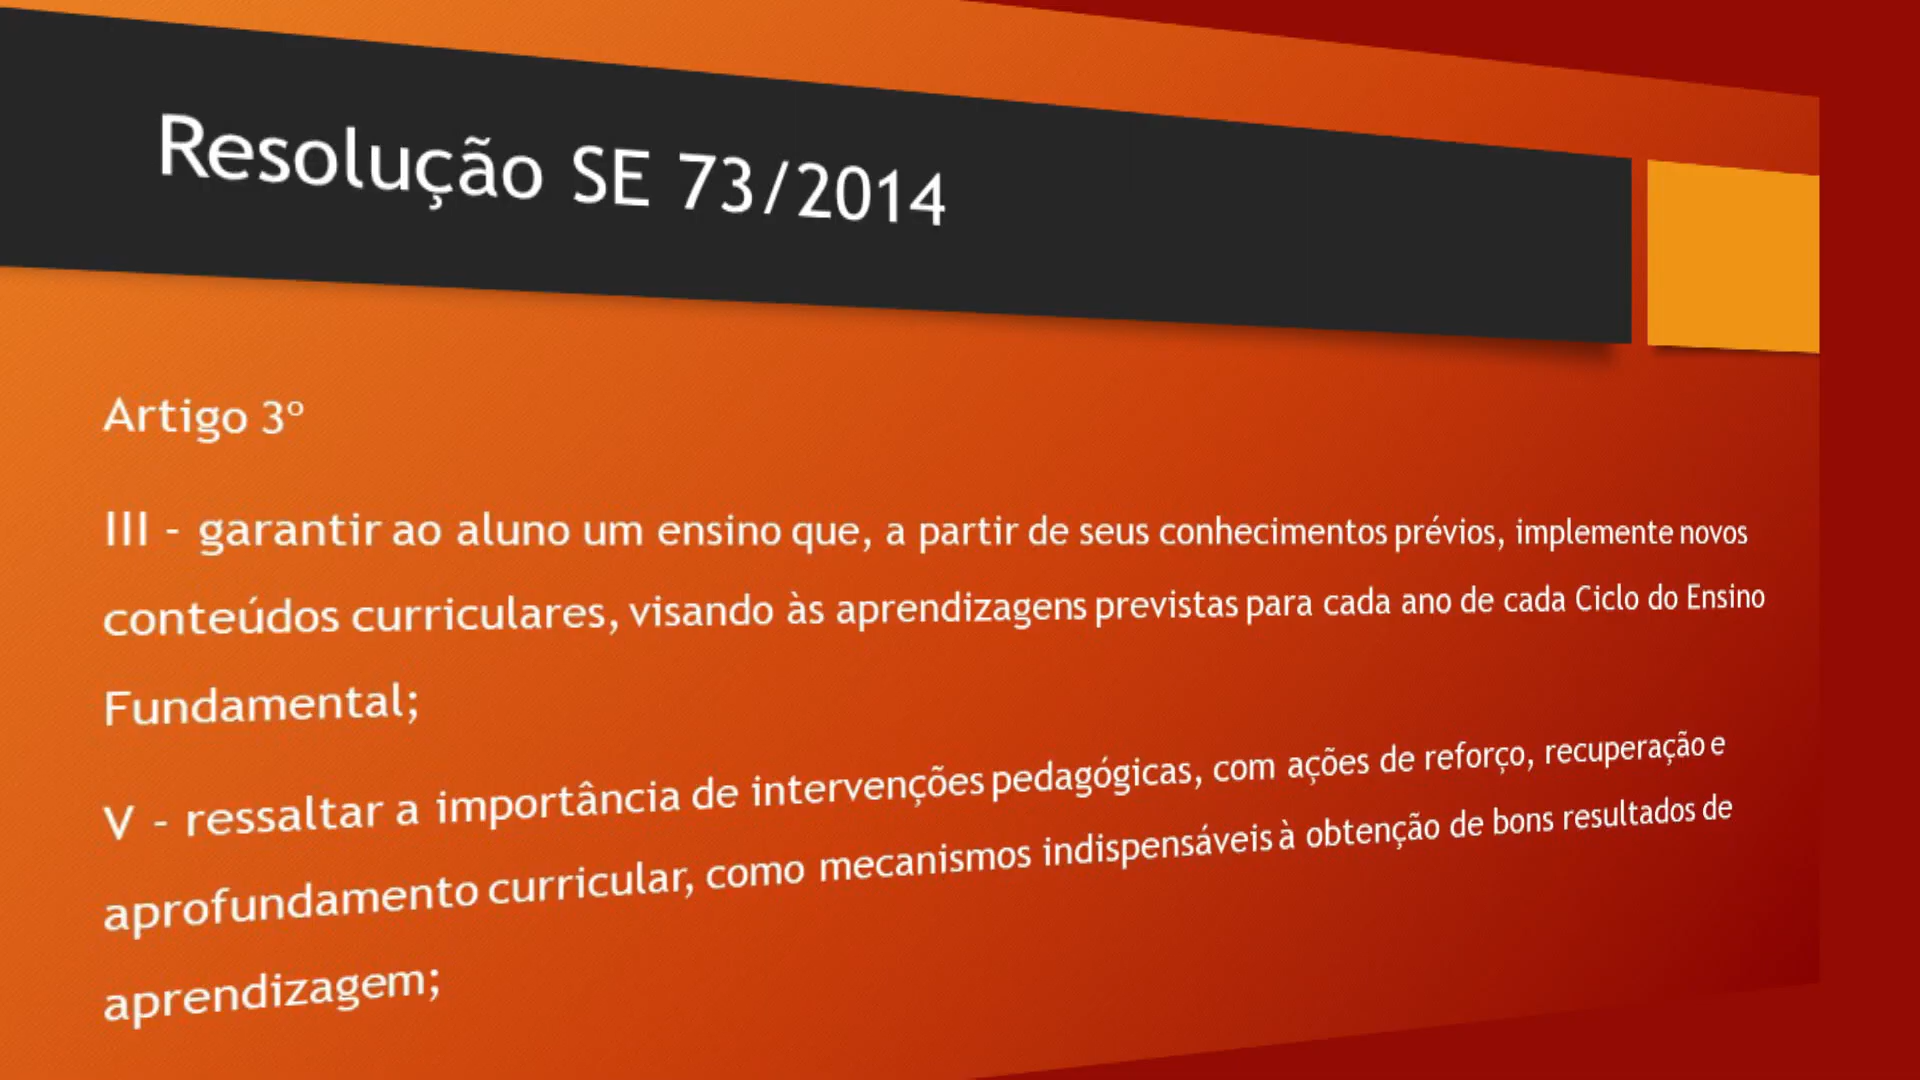 Resolução SE 73/2014
Artigo 3º
III - garantir ao aluno um ensino que, a partir de seus conhecimentos prévios, implemente novos
conteúdos curriculares, visando às aprendizagens previstas para cada ano de cada Ciclo do Ensino
Fundamental;
V - ressaltar a importância de intervenções pedagógicas, com ações de reforço, recuperação e
aprofundamento curricular, como mecanismos indispensáveis à obtenção de bons resultados de
aprendizagem;